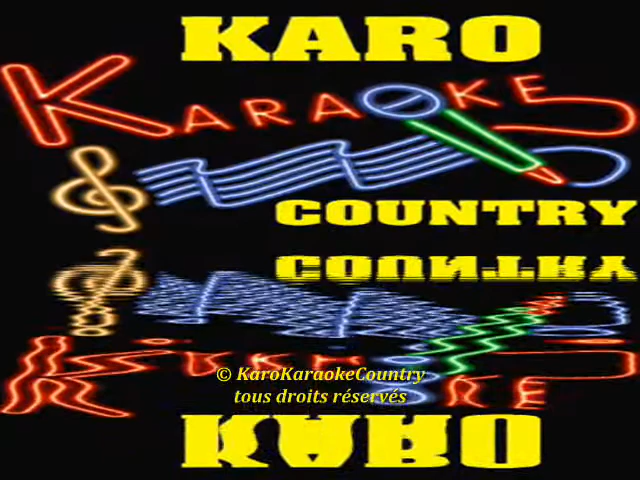 KARO
KARAOKE
COUNTRY
© KaroKaraokeCountry
tous droits réservés